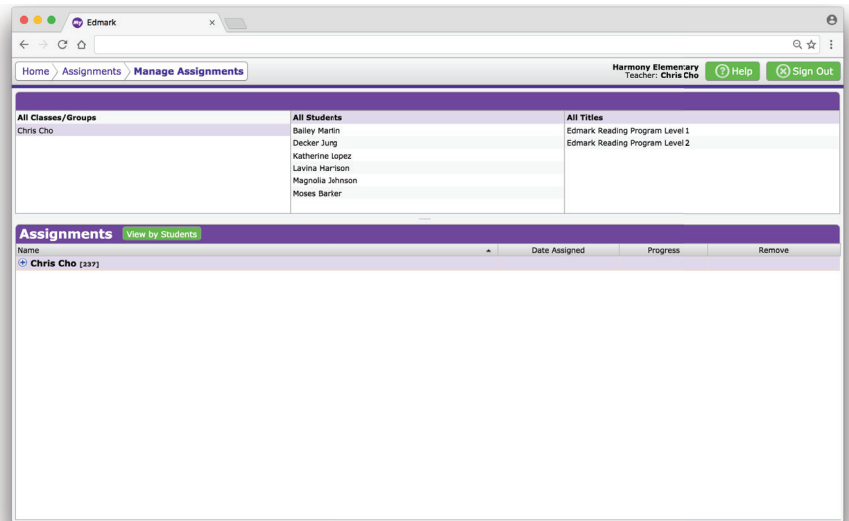 My Edmark
Home Assignments Manage Assignments
Harmony Elementary
Teacher: Chris Cho
Help
Sign Out
All Classes/Groups
Chris Cho
All Students
Bailey Martin
Decker Jung
Katherine Lopez
Lavina Harrison
Magnolia Johnson
Moses Barker
All Titles
Edmark Reading Program Level 1
Edmark Reading Program Level 2
Assignments View by Students
Name Date Assigned Progress Remove
Chris Cho [237]